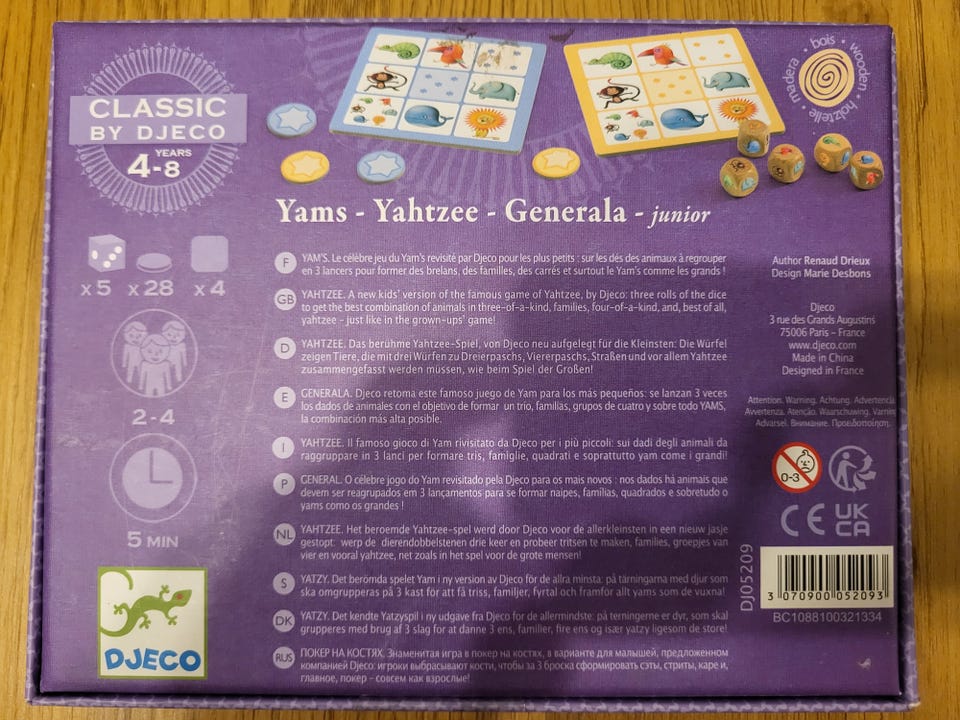 CLASSIC
BY DJECO
YEARS
4-8
madera • bois • wooden • holzteile •
Yams - Yahtzee - Generala - junior
x5 x28 x4
2-4
5 MIN
DJECO
F YAM'S. Le célèbre jeu du Yam's revisité par Djeco pour les plus petits : sur les dés des animaux à regrouper
en 3 lancers pour former des brelans, des familles, des carrés et surtout le Yam's comme les grands !
GB YAHTZEE. A new kids' version of the famous game of Yahtzee, by Djeco: three rolls of the dice
to get the best combination of animals in three-of-a-kind, families, four-of-a-kind, and, best of all,
yahtzee – just like in the grown-ups' game!
D YAHTZEE. Das berühmte Yahtzee-Spiel, von Djeco neu aufgelegt für die Kleinsten: Die Würfel
zeigen Tiere, die mit drei Würfen zu Dreierpaschs, Viererpaschs, Straßen und vor allem Yahtzee
zusammengefasst werden müssen, wie beim Spiel der Großen!
E GENERALA. Djeco retoma este famoso juego de Yam para los más pequeños: se lanzan 3 veces
los dados de animales con el objetivo de formar un trio, familias, grupos de cuatro y sobre todo YAMS,
la combinación más alta posible.
I YAHTZEE. Il famoso gioco di Yam rivisitato da Djeco per i più piccoli: sui dadi degli animali da
raggruppare in 3 lanci per formare tris, famiglie, quadrati e soprattutto yam come i grandi!
P GENERAL. O célebre jogo do Yam revisitado pela Djeco para os mais novos : nos dados há animais que
devem ser reagrupados em 3 lançamentos para se formar naipes, famílias, quadrados e sobretudo o
yams como os grandes !
NL YAHTZEE. Het beroemde Yahtzee-spel werd door Djeco voor de allerkleinsten in een nieuw jasje
gestopt: werp de dierendobbelstenen drie keer en probeer tritsen te maken, families, groepjes van
vier en vooral yahtzee, net zoals in het spel voor de grote mensen!
S YATZY. Det berömda spelet Yam i ny version av Djeco för de allra minsta: på tärningarna med djur som
ska omgrupperas på 3 kast för att få triss, familjer, fyrtal och framför allt yams som de vuxna!
DK YATZY. Det kendte Yatzyspil i ny udgave fra Djeco for de allermindste: på terningerne er dyr, som skal
grupperes med brug af 3 slag for at danne 3 ens, familier, fire ens og især yatzy ligesom de store!
RUS ПОКЕР НА КОСТЯХ. Знаменитая игра в покер на костях, в варианте для малышей, предложенном
компанией Djeco: игроки выбрасывают кости, чтобы за 3 броска сформировать сэты, стриты, каре и,
главное, покер – совсем как взрослые!
Author Renaud Drieux
Design Marie Desbons
Djeco
3 rue des Grands Augustins
75006 Paris – France
www.djeco.com
Made in China
Designed in France
Attention. Warning. Achtung. Advertencia.
Avvertenza. Atenção. Waarschuwing. Varning
Advarsel. Внимание. Προειδοποίηση.
0-3
CE UK
CA
DJ05209
3 070900 052093
BC1088100321334